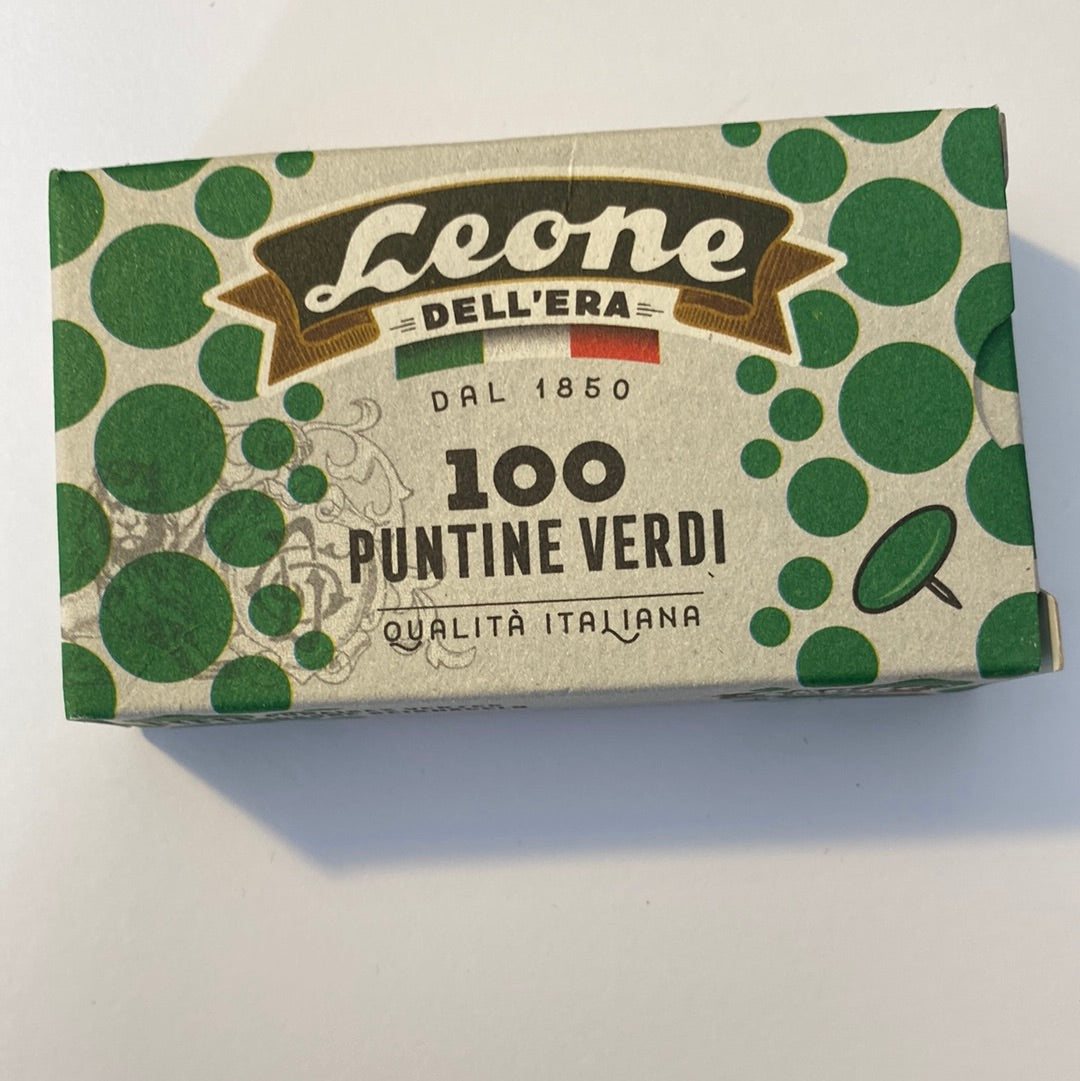 Leone
DELL'ERA
DAL 1850
100
PUNTINE VERDI
QUALITÀ ITALIANA